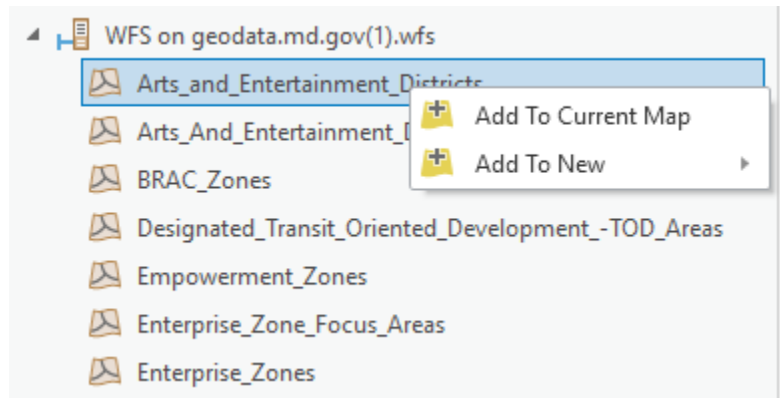 WFS on geodata.md.gov(1).wfs
Arts_and_Entertainment_Districts
Add To Current Map
Arts_And_Entertainment_
Add To New
BRAC_Zones
Designated_Transit_Oriented_Development_-TOD_Areas
Empowerment_Zones
Enterprise_Zone_Focus_Areas
Enterprise_Zones